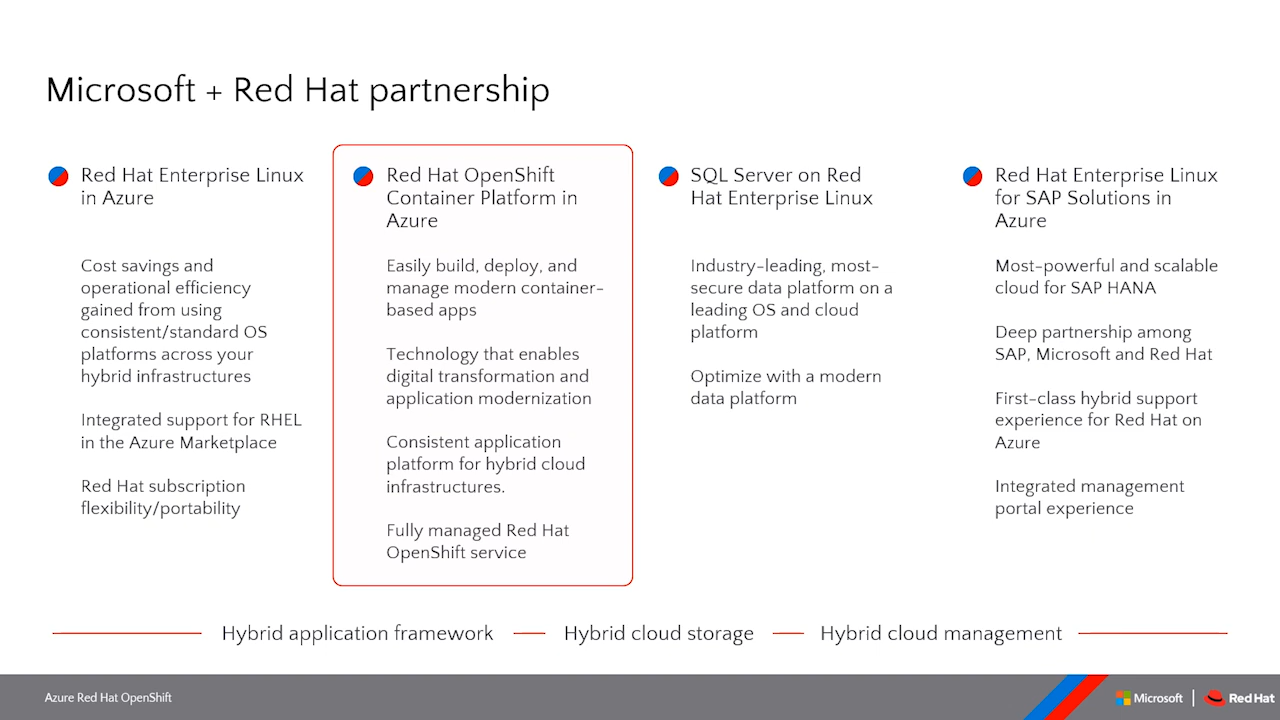 Microsoft + Red Hat partnership
Red Hat Enterprise Linux
in Azure
Cost savings and
operational efficiency
gained from using
consistent/standard OS
platforms across your
hybrid infrastructures
Integrated support for RHEL
in the Azure Marketplace
Red Hat subscription
flexibility/portability
Red Hat OpenShift
Container Platform in
Azure
Easily build, deploy, and
manage modern container-
based apps
Technology that enables
digital transformation and
application modernization
Consistent application
platform for hybrid cloud
infrastructures.
Fully managed Red Hat
OpenShift service
SQL Server on Red
Hat Enterprise Linux
Industry-leading, most-
secure data platform on a
leading OS and cloud
platform
Optimize with a modern
data platform
Red Hat Enterprise Linux
for SAP Solutions in
Azure
Most-powerful and scalable
cloud for SAP HANA
Deep partnership among
SAP, Microsoft and Red Hat
First-class hybrid support
experience for Red Hat on
Azure
Integrated management
portal experience
Hybrid application framework
Hybrid cloud storage
Hybrid cloud management
Azure Red Hat OpenShift
Microsoft | Red Hat